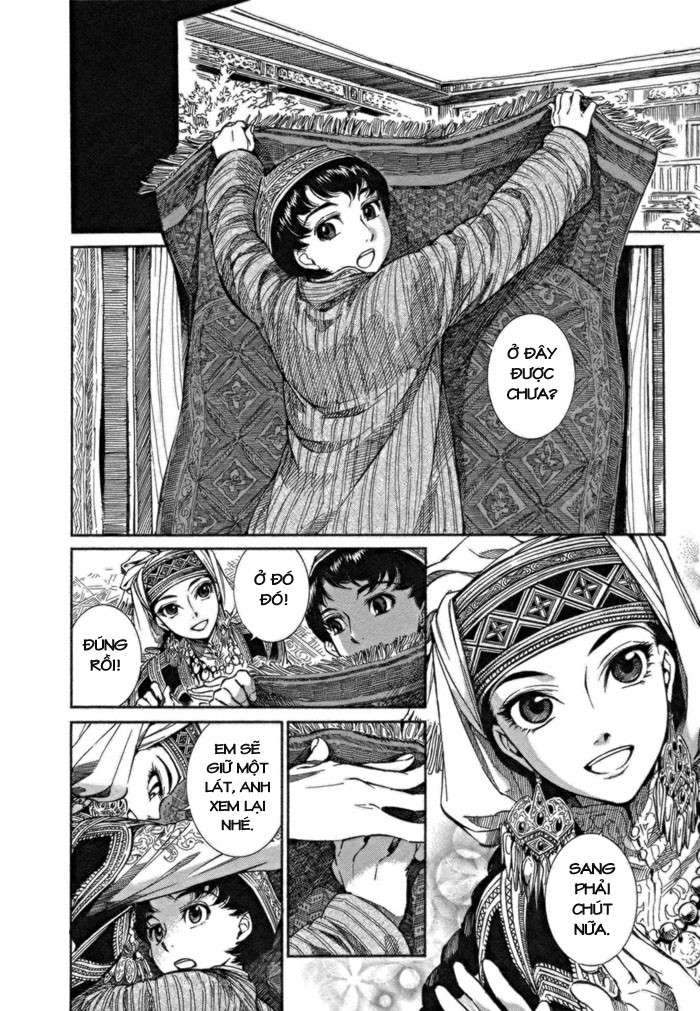 Ở ĐÂY
ĐƯỢC
CHƯA?
SANG
PHẢI
CHÚT
NỮA.
Ở ĐÓ
ĐÓ!
ĐÚNG
RỒI!
EM SẼ
GIỮ MỘT
LÁT, ANH
XEM LẠI
NHÉ.